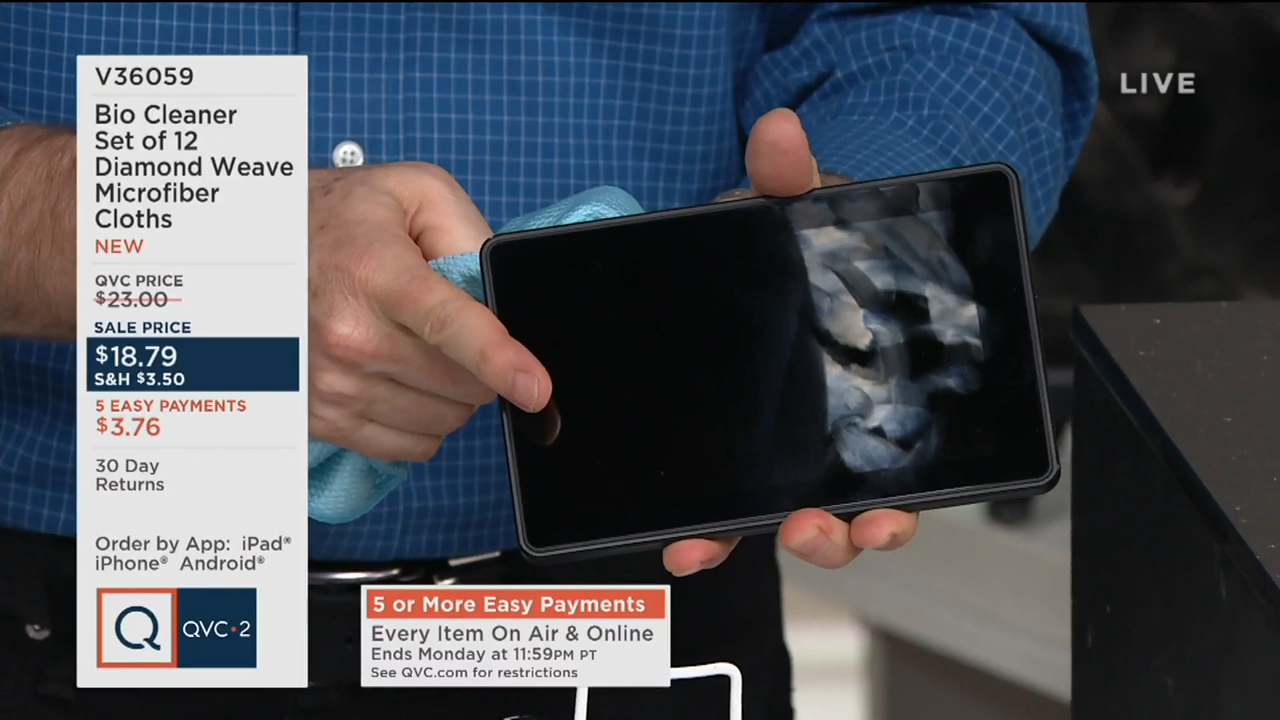 V36059
Bio Cleaner
Set of 12
Diamond Weave
Microfiber
Cloths
NEW
QVC PRICE
$23.00
SALE PRICE
$18.79
S&H $3.50
5 EASY PAYMENTS
$3.76
30 Day
Returns
Order by App: iPad®
iPhone® Android®
Q QVC•2
5 or More Easy Payments
Every Item On Air & Online
Ends Monday at 11:59PM PT
See QVC.com for restrictions
LIVE